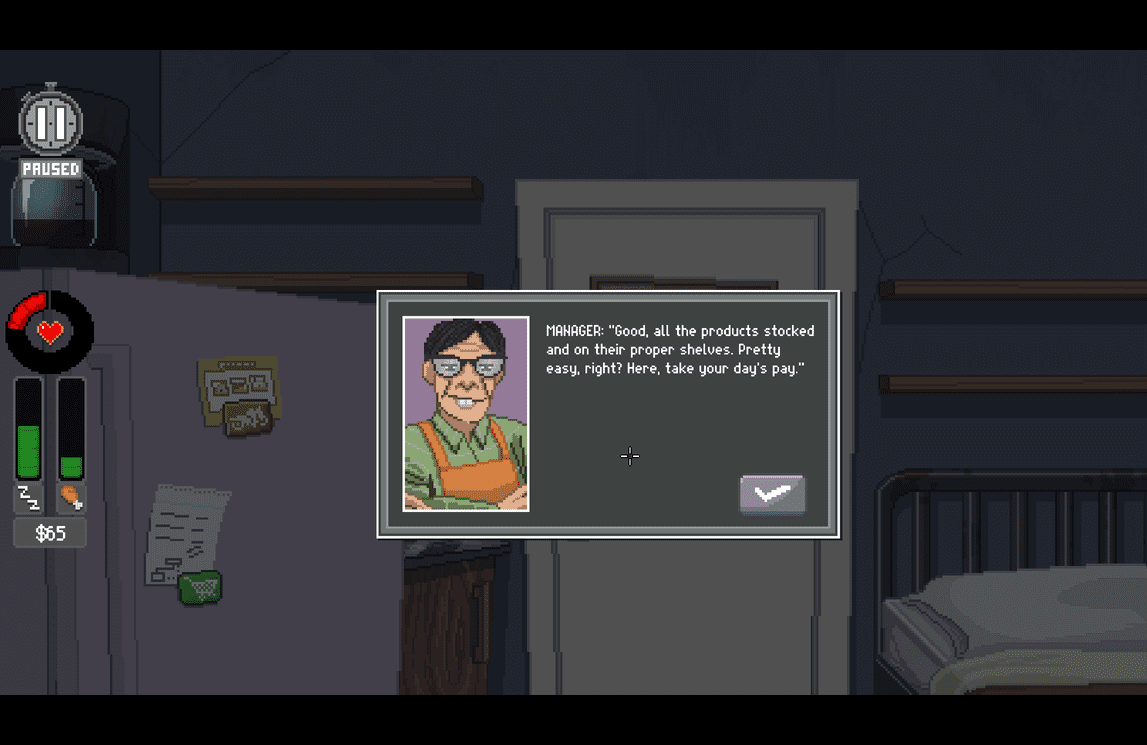 PAUSED
MANAGER: "Good, all the products stocked
and on their proper shelves. Pretty
easy, right? Here, take your day's pay."
$65